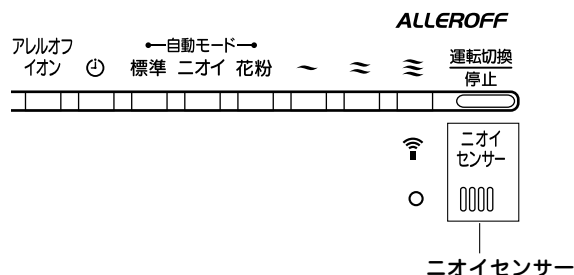 ALLEROFF
アレルオフ
イオン
自動モード
標準 ニオイ 花粉
運転切換
停止
ニオイ
センサー
ニオイセンサー